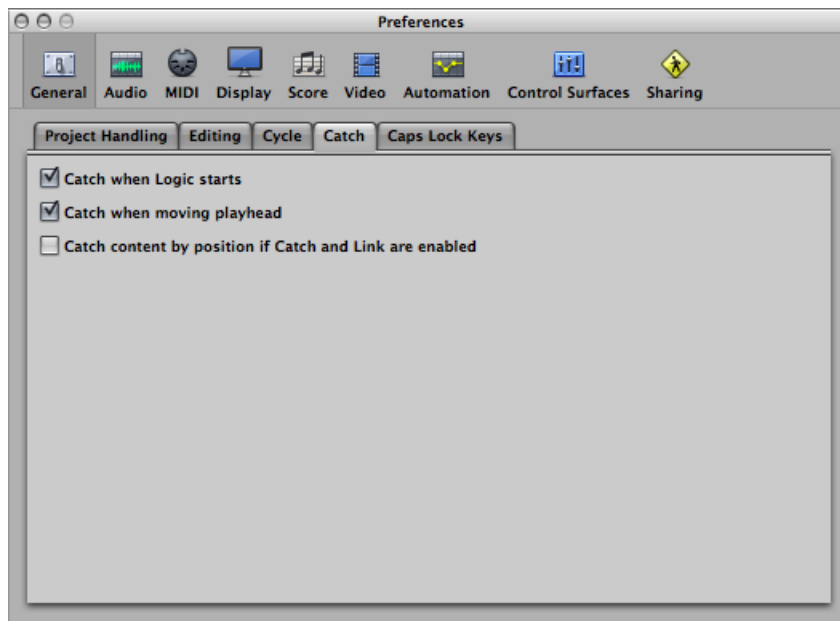 Preferences
General Audio MIDI Display Score Video Automation Control Surfaces Sharing
Project Handling Editing Cycle Catch Caps Lock Keys
Catch when Logic starts
Catch when moving playhead
Catch content by position if Catch and Link are enabled